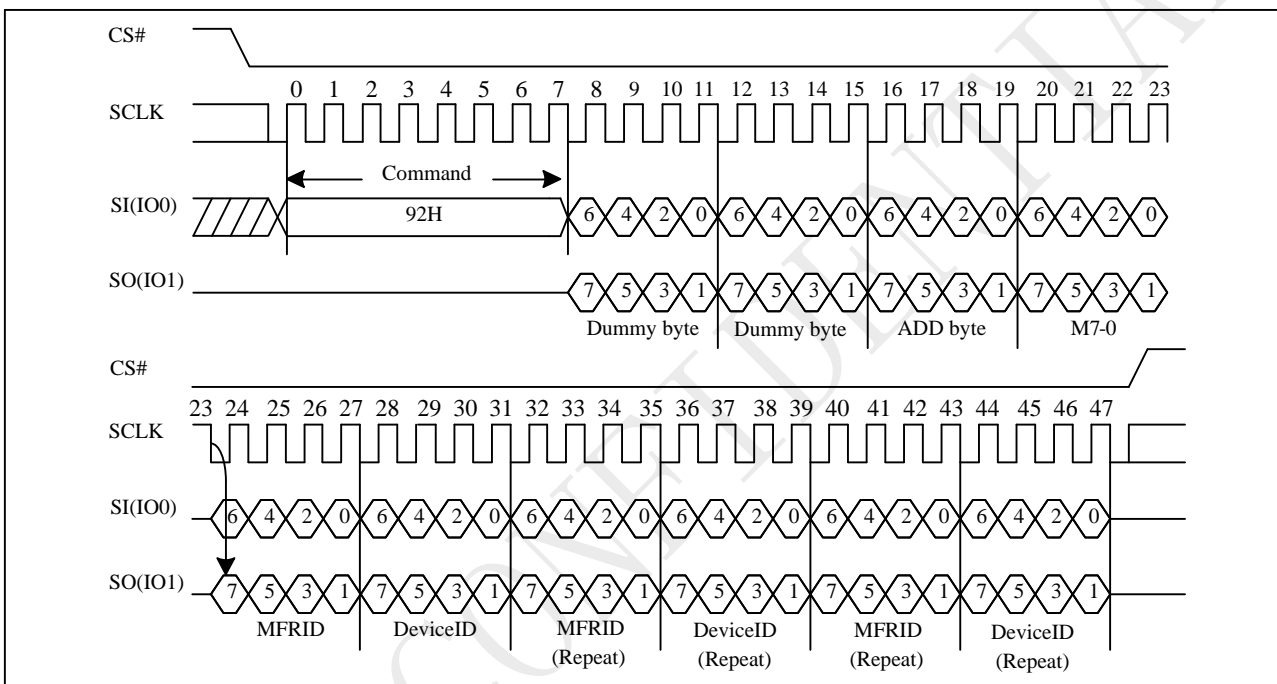 CS#
0 1 2 3 4 5 6 7 8 9 10 11 12 13 14 15 16 17 18 19 20 21 22 23
SCLK
Command
SI(IO0) 92H 6 4 2 0 6 4 2 0 6 4 2 0 6 4 2 0
SO(IO1) 7 5 3 1 7 5 3 1 7 5 3 1 7 5 3 1
Dummy byte Dummy byte ADD byte M7-0
CS#
23 24 25 26 27 28 29 30 31 32 33 34 35 36 37 38 39 40 41 42 43 44 45 46 47
SCLK
SI(IO0) 6 4 2 0 6 4 2 0 6 4 2 0 6 4 2 0 6 4 2 0 6 4 2 0
SO(IO1) 7 5 3 1 7 5 3 1 7 5 3 1 7 5 3 1 7 5 3 1 7 5 3 1
MFRID DeviceID MFRID DeviceID MFRID DeviceID
(Repeat) (Repeat) (Repeat) (Repeat)
CONFIDENTIA